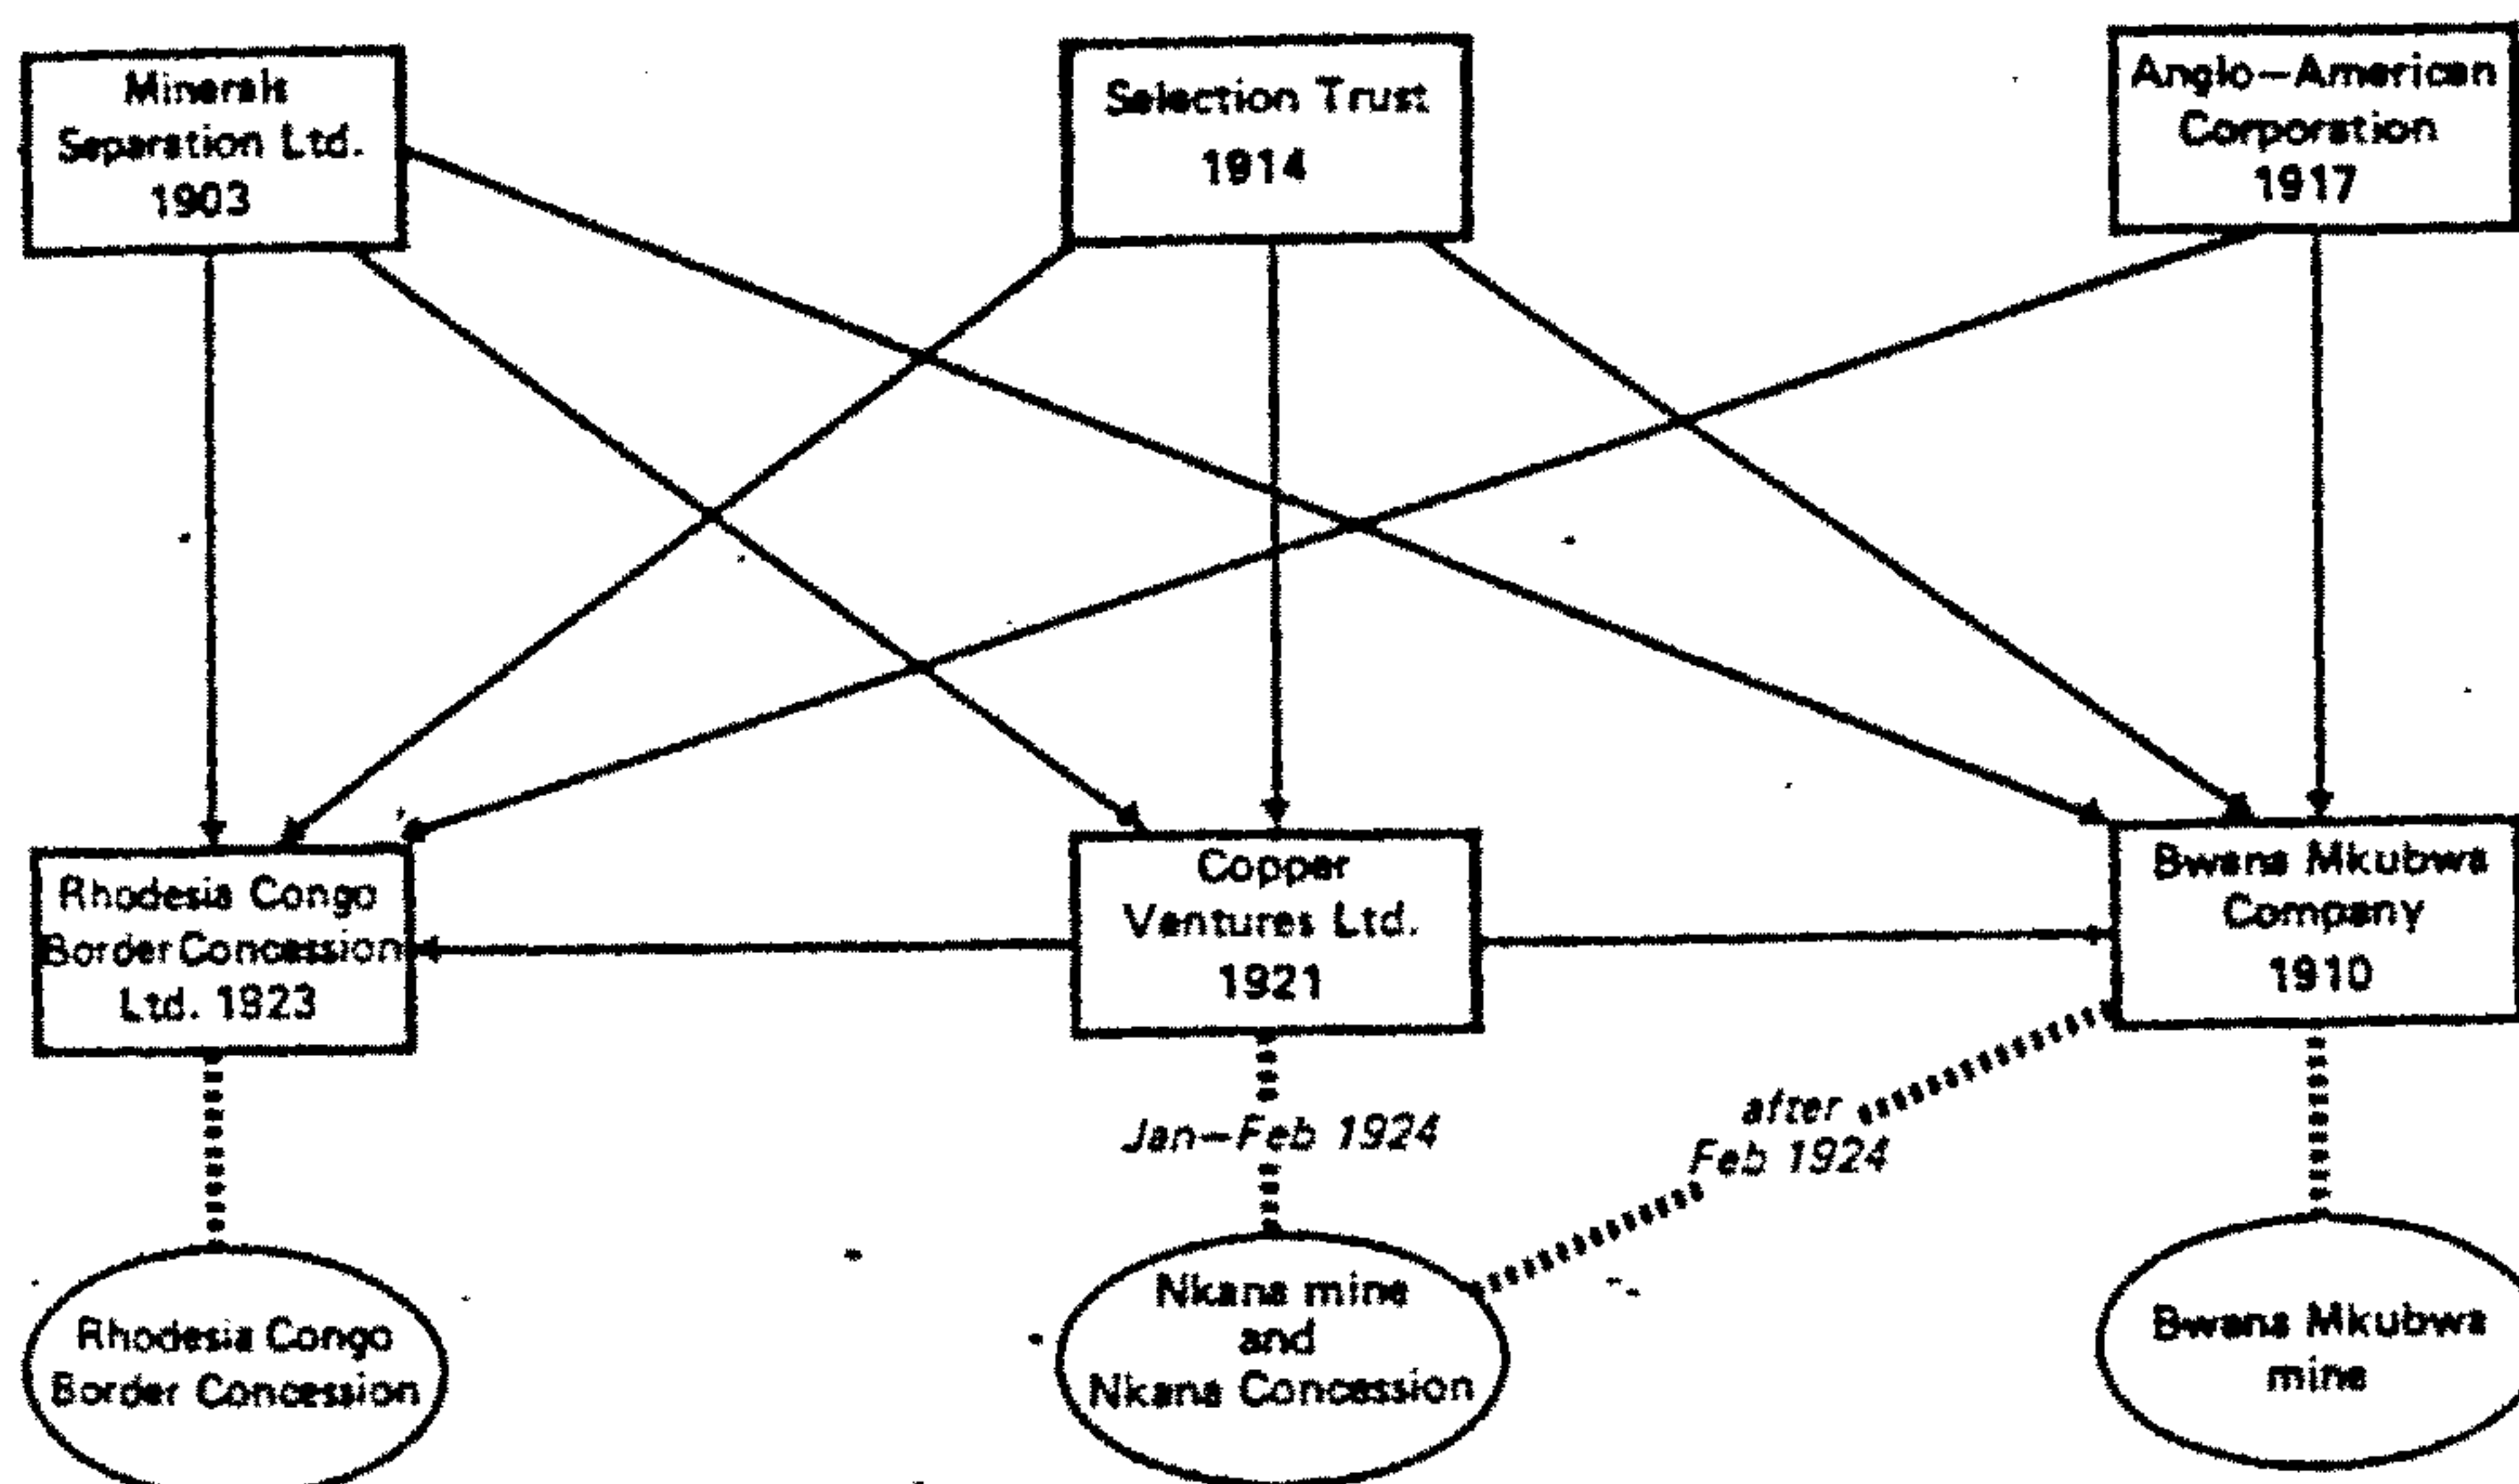 Minerals
Separation Ltd.
1903
Selection Trust
1914
Anglo-American
Corporation
1917
Rhodesia Congo
Border Concession
Ltd. 1923
Copper
Ventures Ltd.
1921
Bwana Mkubwa
Company
1910
Jan-Feb 1924
after
Feb 1924
Rhodesia Congo
Border Concession
Nkana mine
and
Nkana Concession
Bwana Mkubwa
mine